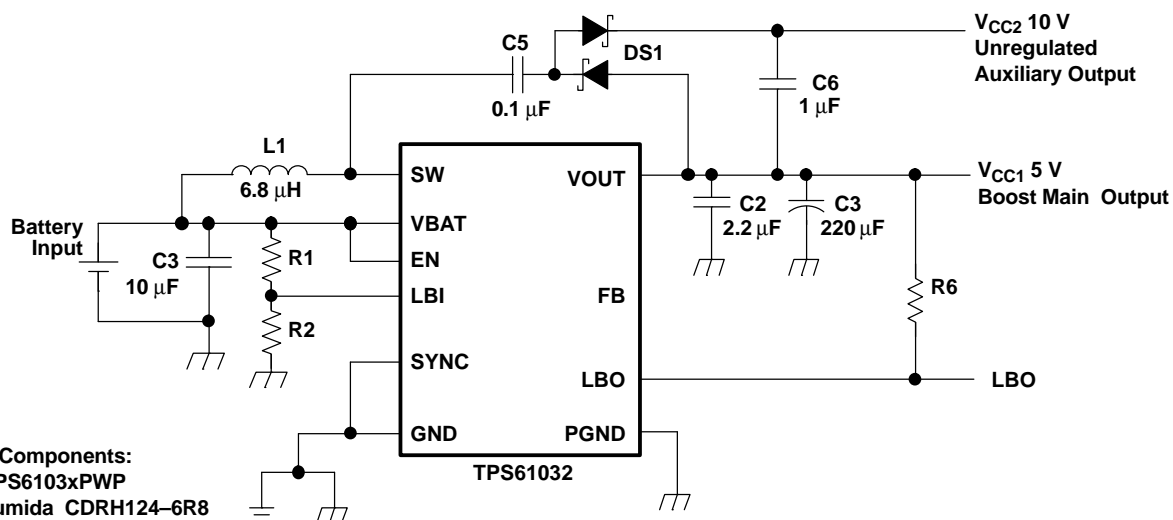 C5
0.1 μF
DS1
VCC2 10 V
Unregulated
Auxiliary Output
C6
1 μF
L1
6.8 μH
SW
VOUT
VCC1 5 V
Boost Main Output
Battery
Input
VBAT
C2
2.2 μF
C3
220 μF
C3
10 μF
R1
EN
LBI
FB
R6
R2
SYNC
LBO
LBO
GND
PGND
TPS61032
Components:
CDRH124–6R8